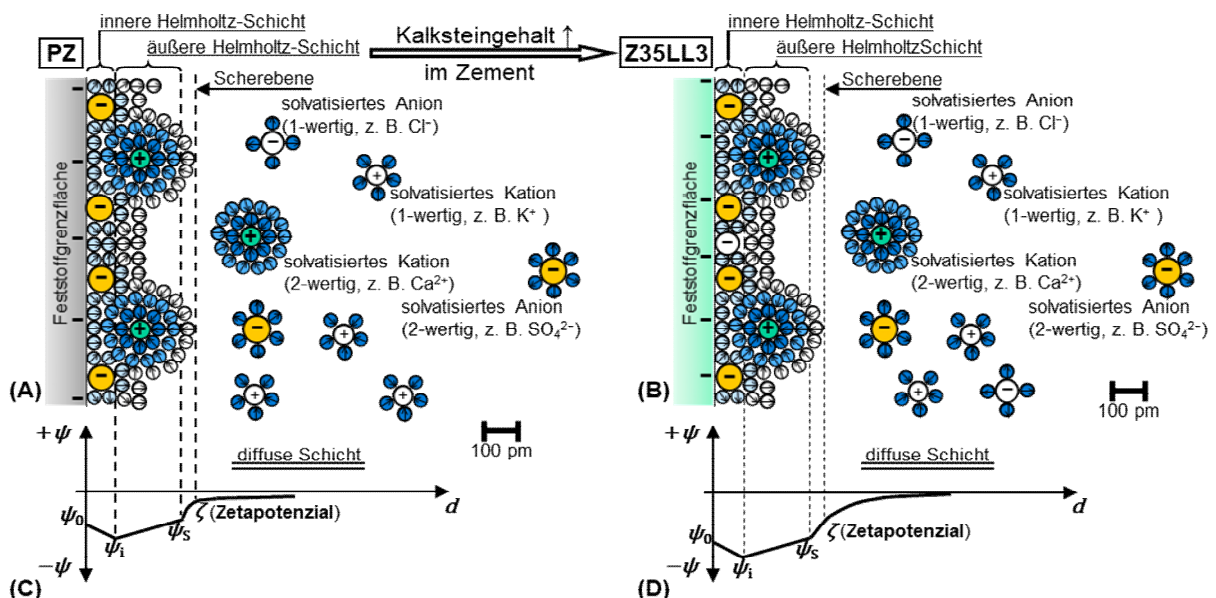 innere Helmholtz-Schicht
äußere Helmholtz-Schicht
PZ
Kalksteingehalt ↑
im Zement
Z35LL3
innere Helmholtz-Schicht
äußere HelmholtzSchicht
Scherebene
Feststoffgrenzfläche
solvatisiertes Anion
(1-wertig, z. B. Cl⁻)
solvatisiertes Kation
(1-wertig, z. B. K⁺ )
solvatisiertes Kation
(2-wertig, z. B. Ca²⁺)
solvatisiertes Anion
(2-wertig, z. B. SO₄²⁻)
(A)
100 pm
Scherebene
Feststoffgrenzfläche
solvatisiertes Anion
(1-wertig, z. B. Cl⁻)
solvatisiertes Kation
(1-wertig, z. B. K⁺ )
solvatisiertes Kation
(2-wertig, z. B. Ca²⁺)
solvatisiertes Anion
(2-wertig, z. B. SO₄²⁻)
(B)
100 pm
+ψ
diffuse Schicht
d
ψ₀
ψᵢ
ψₛ
ζ (Zetapotenzial)
−ψ
(C)
+ψ
diffuse Schicht
d
ψ₀
ψᵢ
ψₛ
ζ (Zetapotenzial)
−ψ
(D)